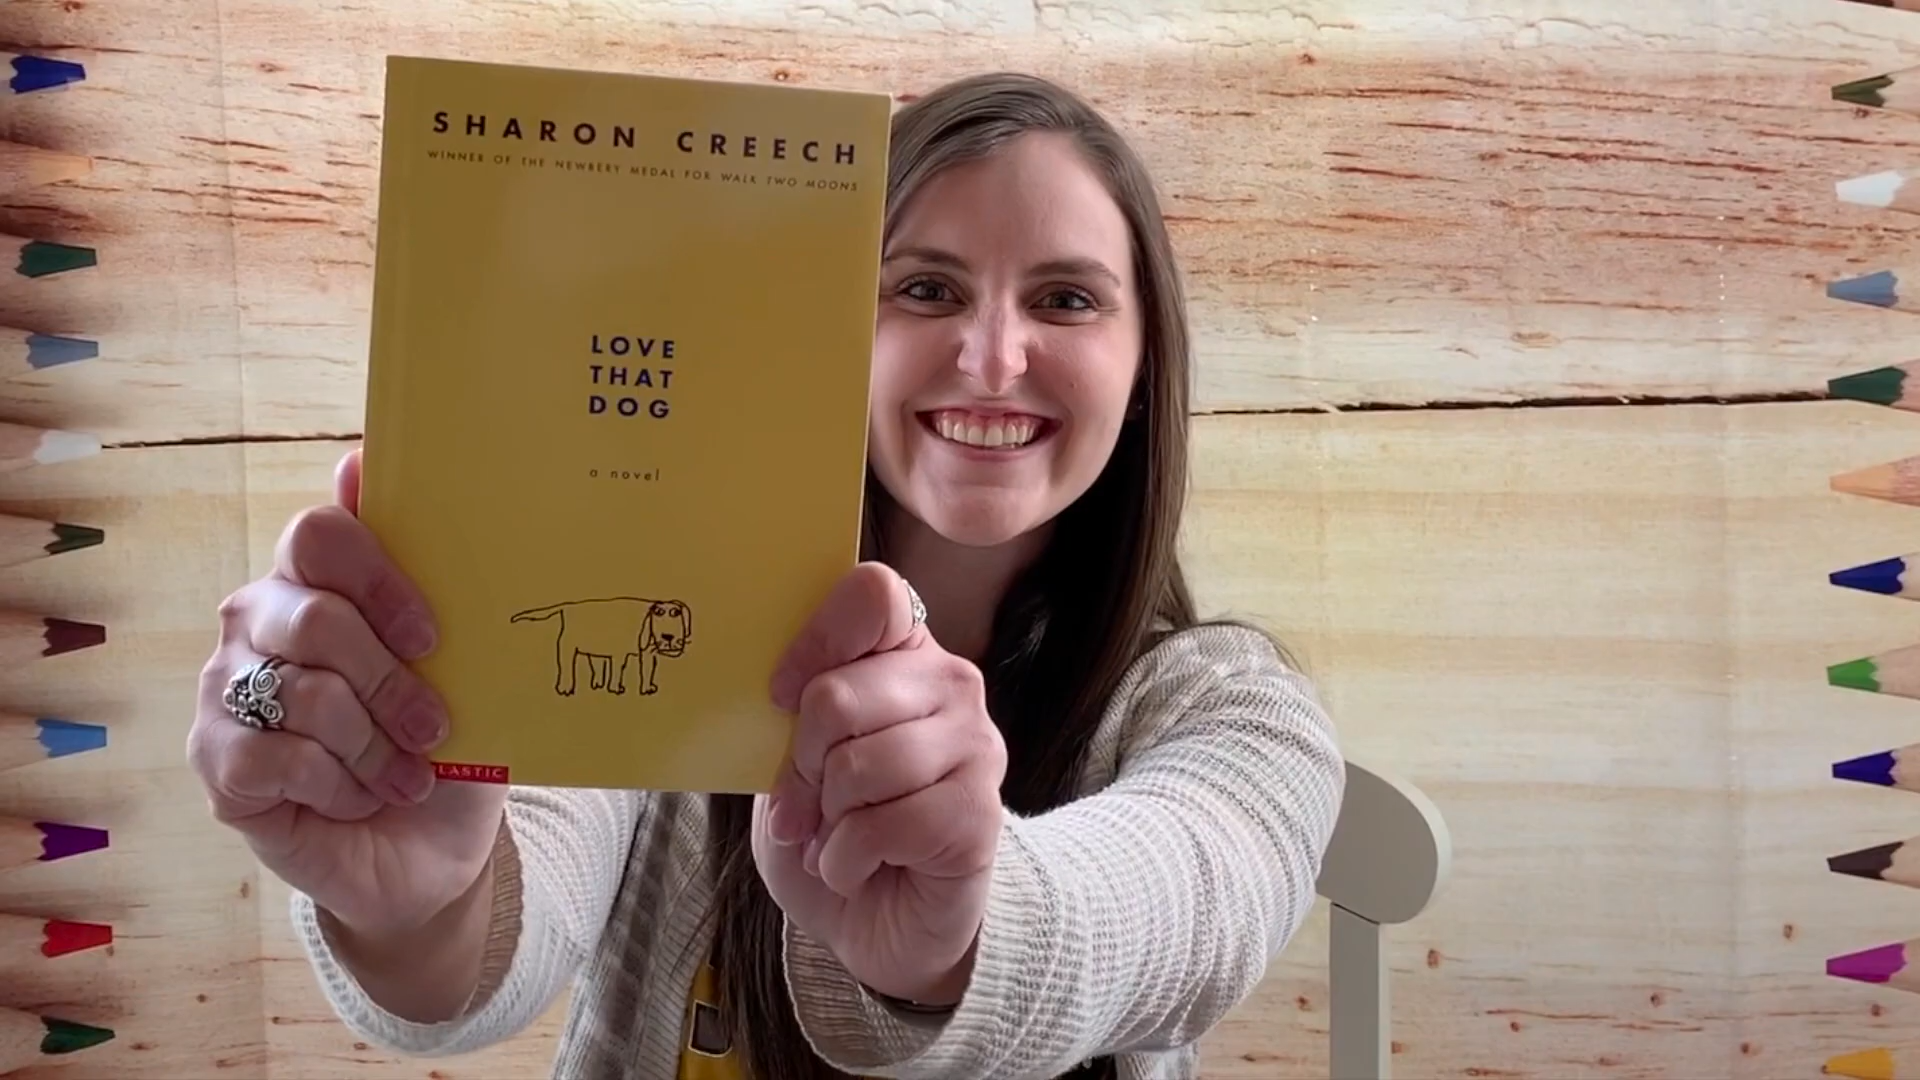 SHARON CREECH
WINNER OF THE NEWBERY MEDAL FOR WALK TWO MOONS
LOVE
THAT
DOG
a novel
LASTIC